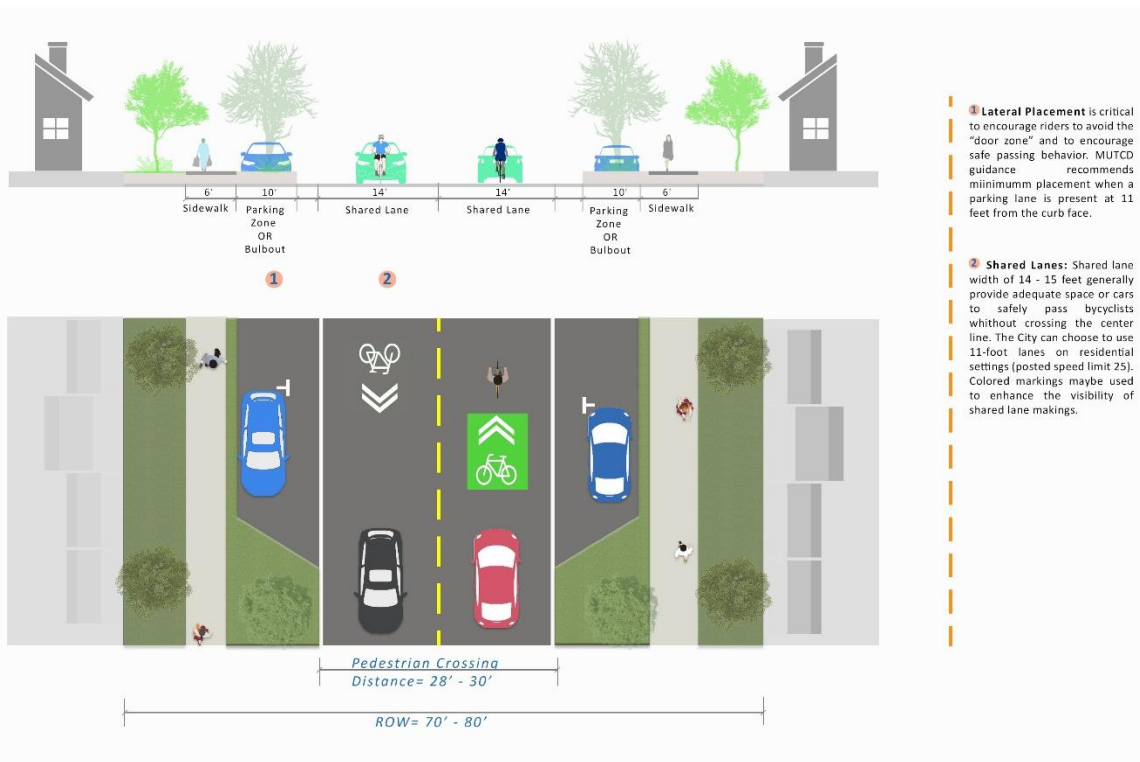 6’ 10’ 14’ 14’ 10’ 6’
Sidewalk Parking Shared Lane Shared Lane Parking Sidewalk
Zone Zone
OR OR
Bulbout Bulbout
1 2
Pedestrian Crossing
Distance= 28’ - 30’
ROW= 70’ - 80’
1 Lateral Placement is critical
to encourage riders to avoid the
“door zone” and to encourage
safe passing behavior. MUTCD
guidance recommends
miinimumm placement when a
parking lane is present at 11
feet from the curb face.
2 Shared Lanes: Shared lane
width of 14 - 15 feet generally
provide adequate space or cars
to safely pass bycyclists
whithout crossing the center
line. The City can choose to use
11-foot lanes on residential
settings (posted speed limit 25).
Colored markings maybe used
to enhance the visibility of
shared lane makings.